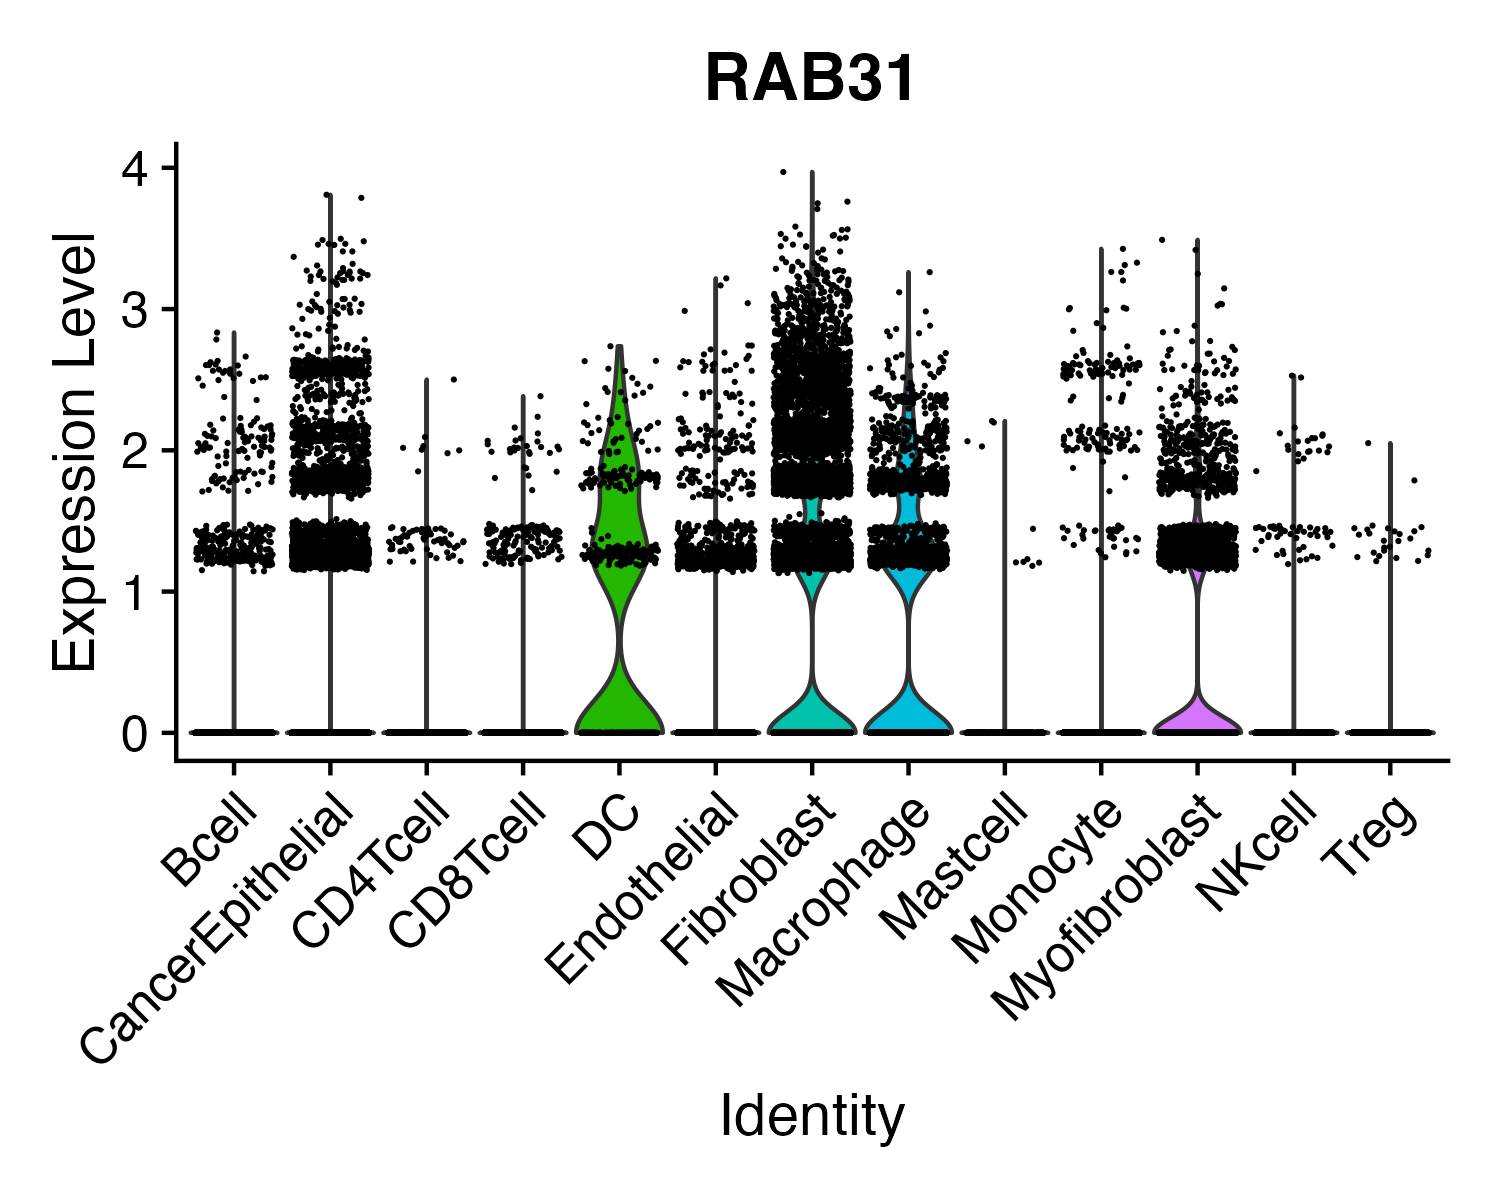 RAB31
Expression Level
4
3
2
1
0
Bcell
CancerEpithelial
CD4Tcell
CD8Tcell
DC
Endothelial
Fibroblast
Macrophage
Mastcell
Monocyte
Myofibroblast
NKcell
Treg
Identity